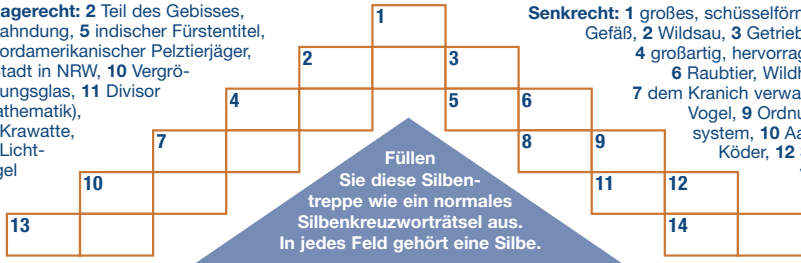 agerecht: 2 Teil des Gebisses,
ahndung, 5 indischer Fürstentitel,
ordamerikanischer Pelztierjäger,
tadt in NRW, 10 Vergrö-
ungsglas, 11 Divisor
athematik),
Krawatte,
Licht-
gel
Senkrecht: 1 großes, schüsselförm
Gefäß, 2 Wildsau, 3 Getrieb
4 großartig, hervorrag
6 Raubtier, Wildh
7 dem Kranich verwa
Vogel, 9 Ordnu
system, 10 Aa
Köder, 12
1
2
3
4
5
6
7
8
9
10
11
12
13
14
Füllen
Sie diese Silben-
treppe wie ein normales
Silbenkreuzworträtsel aus.
In jedes Feld gehört eine Silbe.